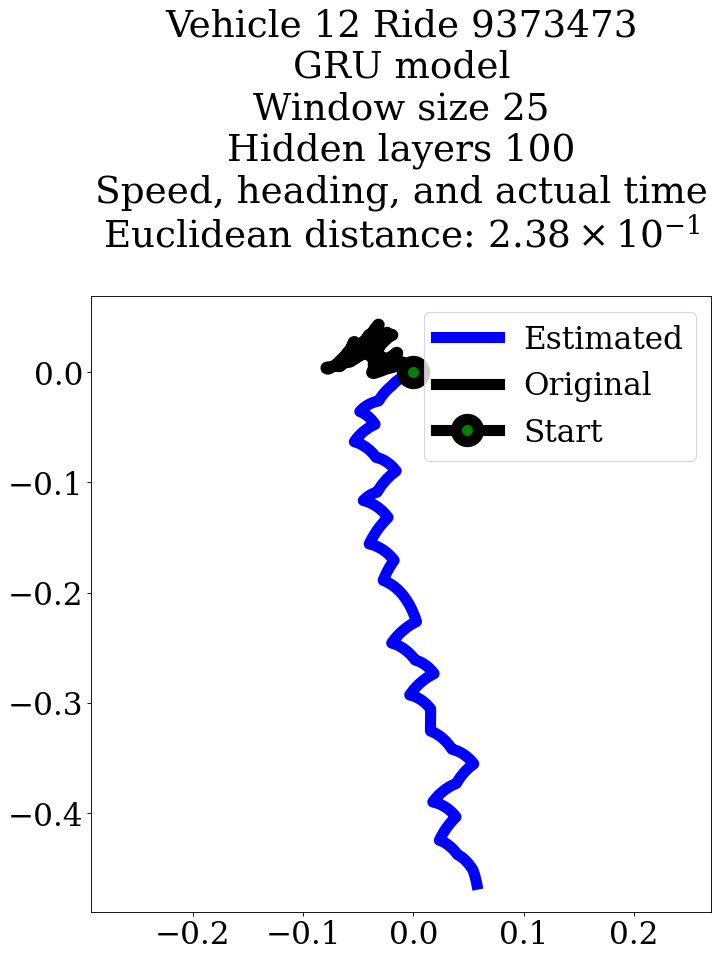 Vehicle 12 Ride 9373473
GRU model
Window size 25
Hidden layers 100
Speed, heading, and actual time
Euclidean distance: 2.38 × 10⁻¹
Estimated
Original
Start
0.0
−0.1
−0.2
−0.3
−0.4
−0.2 −0.1 0.0 0.1 0.2